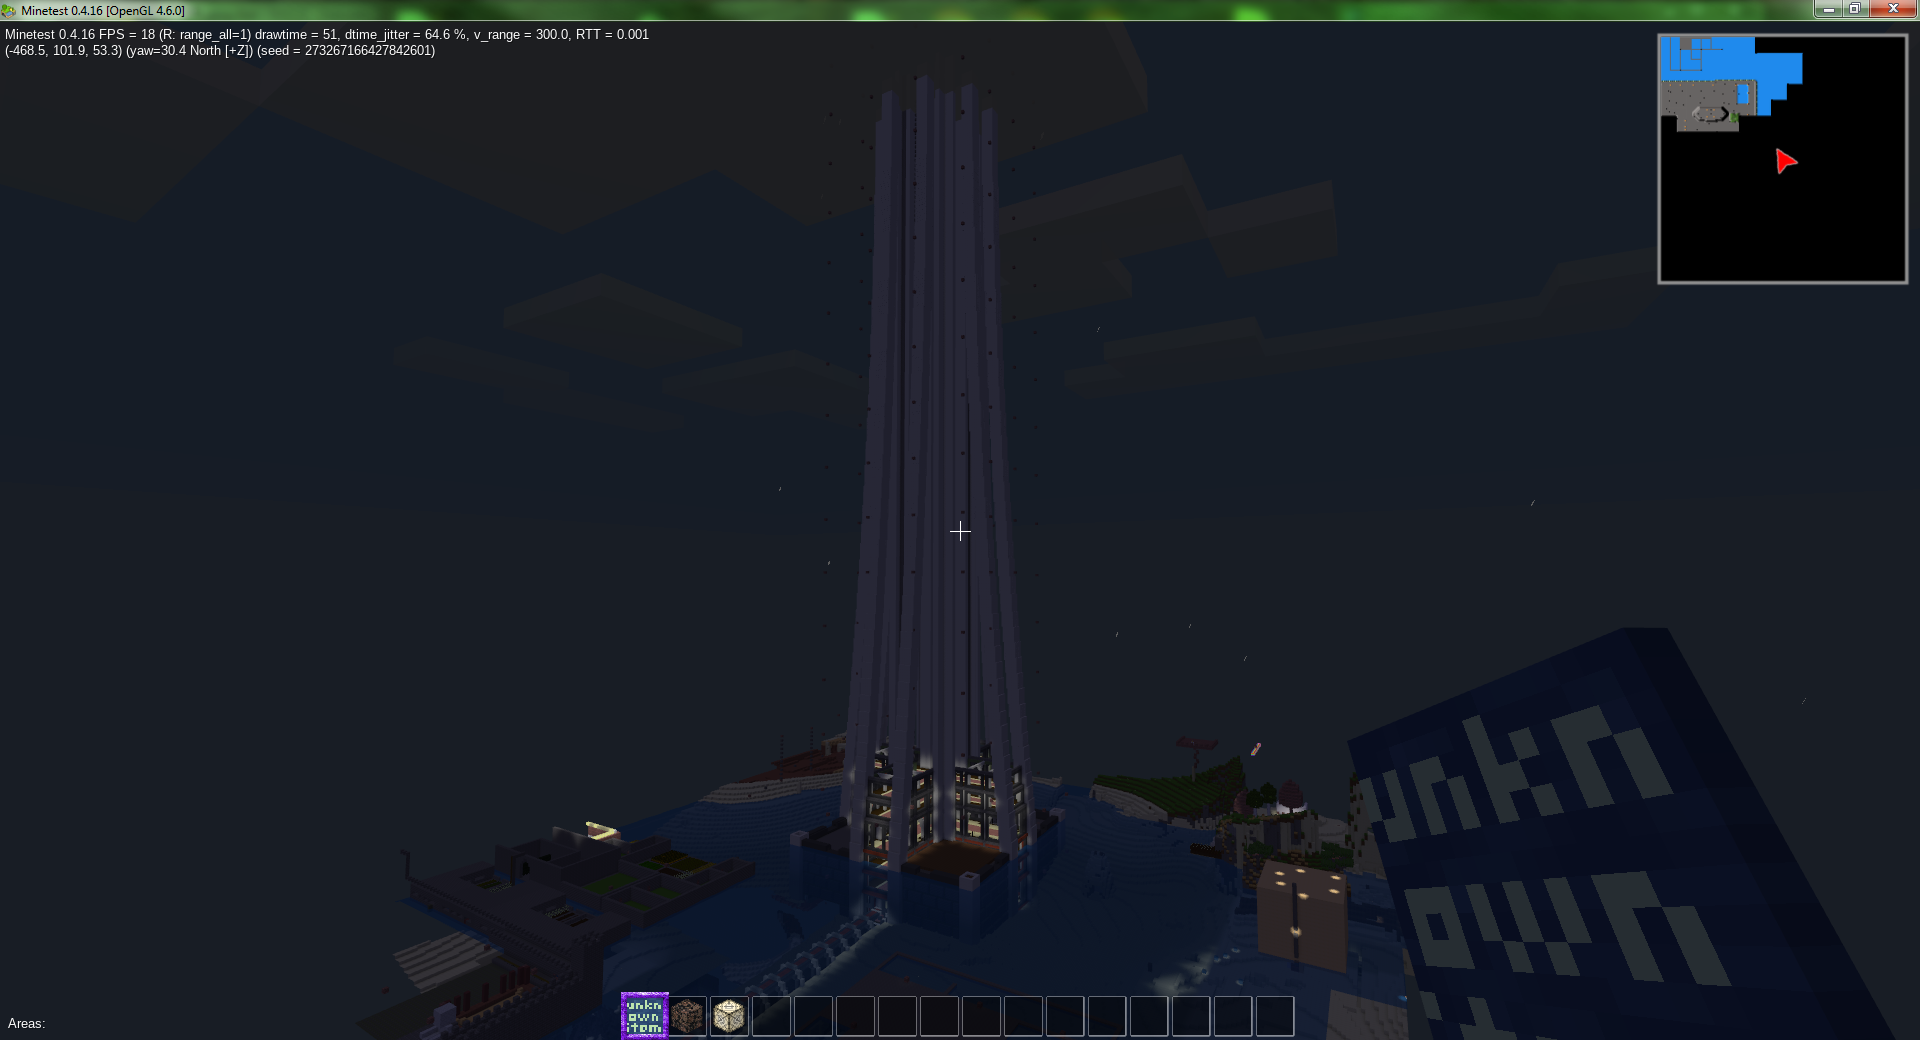 Minetest 0.4.16 [OpenGL 4.6.0]
Minetest 0.4.16 FPS = 18 (R: range_all=1) drawtime = 51, dtime_jitter = 64.6 %, v_range = 300.0, RTT = 0.001
(-468.5, 101.9, 53.3) (yaw=30.4 North [+Z]) (seed = 273267166427842601)
unkn
own
Areas:
unkn
own
item